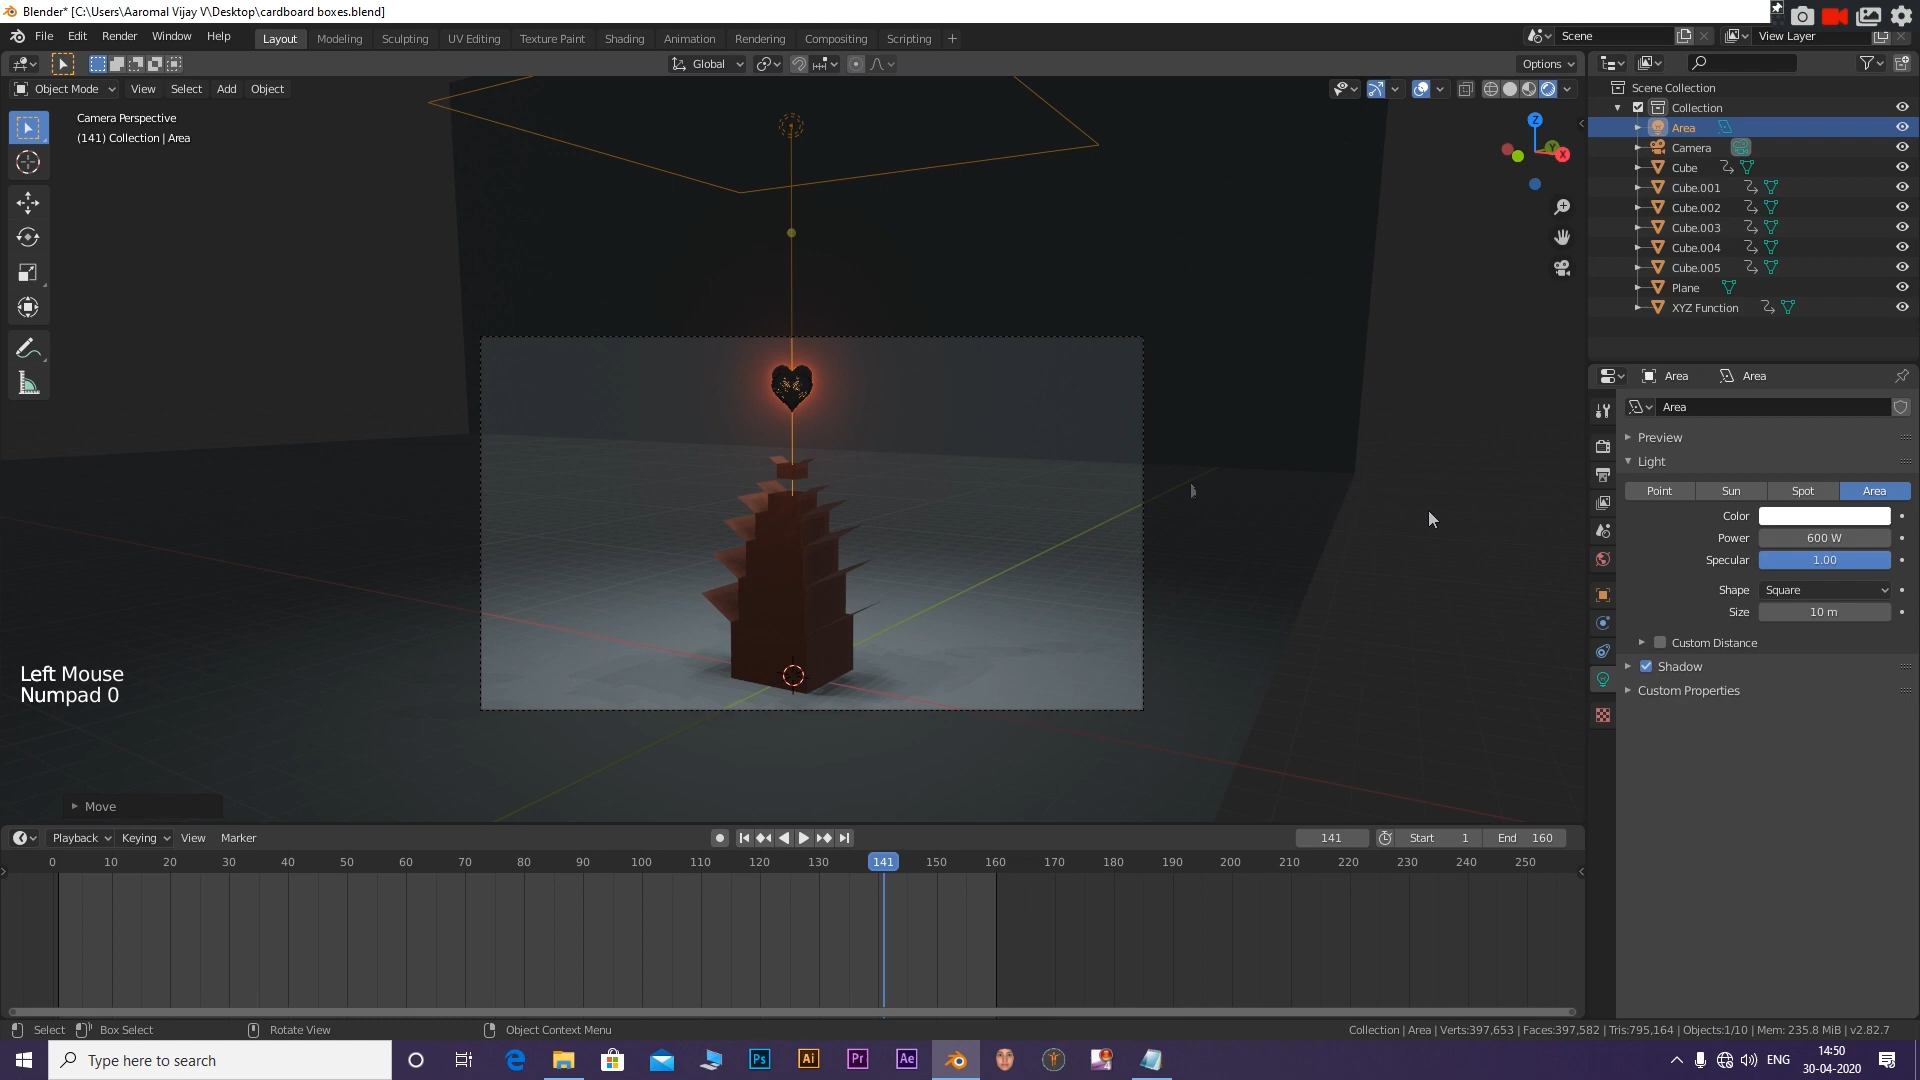 Blender* [C:\Users\Aaromal Vijay V\Desktop\cardboard boxes.blend]
File Edit Render Window Help
Layout Modeling Sculpting UV Editing Texture Paint Shading Animation Rendering Compositing Scripting +
Scene
View Layer
Global
Options
Object Mode View Select Add Object
Camera Perspective
(141) Collection | Area
Z
Y
X
Scene Collection
Collection
Area
Camera
Cube
Cube.001
Cube.002
Cube.003
Cube.004
Cube.005
Plane
XYZ Function
Area Area
Area
Preview
Light
Point Sun Spot Area
Color
Power 600 W
Specular 1.00
Shape Square
Size 10 m
Custom Distance
Shadow
Custom Properties
Left Mouse
Numpad 0
Move
Playback Keying View Marker
141 Start 1 End 160
0 10 20 30 40 50 60 70 80 90 100 110 120 130 141 150 160 170 180 190 200 210 220 230 240 250
Select Box Select Rotate View Object Context Menu
Collection | Area | Verts:397,653 | Faces:397,582 | Tris:795,164 | Objects:1/10 | Mem: 235.8 MiB | v2.82.7
Type here to search
Ps Ai Pr Ae
ENG
14:50
30-04-2020